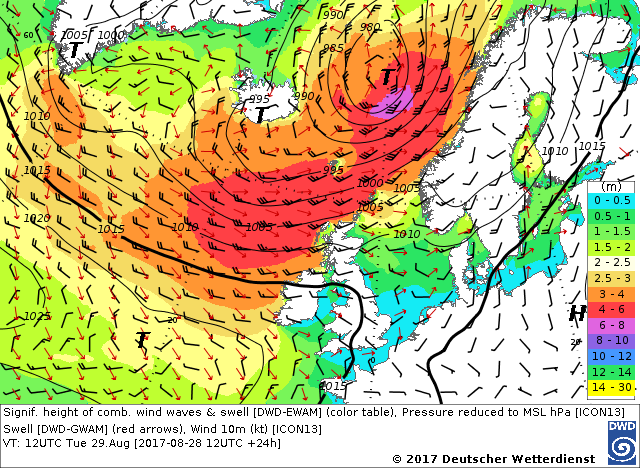 990
980
60
1005
1000
T
985
T
995
990
T
1010
1015
1010
995
1015
1000
1005
1020
1005
1015
1010
1005
1010
(m)
0 - 0.5
0.5 - 1
1 - 1.5
1.5 - 2
2 - 2.5
2.5 - 3
3 - 4
4 - 6
6 - 8
8 - 10
10 - 12
12 - 14
14 - 30
1025
20
H
T
20
1015
Signif. height of comb. wind waves & swell [DWD-EWAM] (color table), Pressure reduced to MSL hPa [ICON13]
Swell [DWD-GWAM] (red arrows), Wind 10m (kt) [ICON13]
VT: 12UTC Tue 29.Aug [2017-08-28 12UTC +24h]
DWD
© 2017 Deutscher Wetterdienst